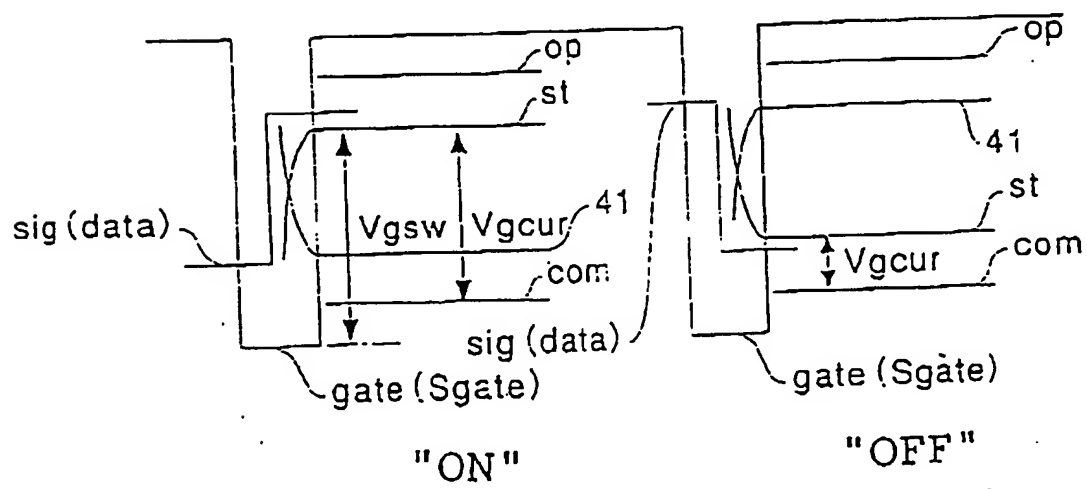 op
st
41
sig (data)
Vgsw
Vgcur
com
gate (Sgate)
"ON"
op
41
st
com
Vgcur
sig (data)
gate (Sgate)
"OFF"